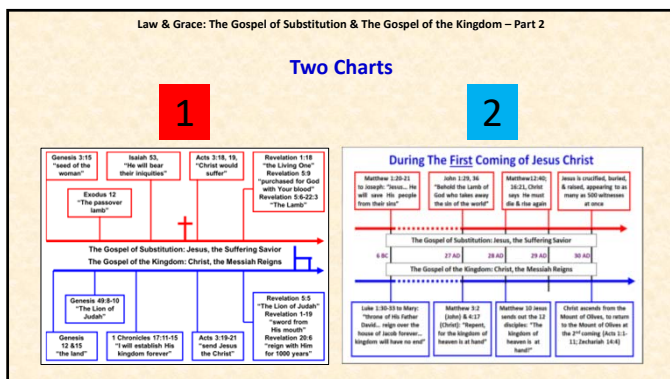 Law & Grace: The Gospel of Substitution & The Gospel of the Kingdom – Part 2
Two Charts
1
Genesis 3:15
"seed of the
woman"
Isaiah 53,
"He will bear
their iniquities"
Acts 3:18, 19,
"Christ would
suffer"
Revelation 1:18
"the Living One"
Revelation 5:9
"purchased for God
with Your blood"
Revelation 5:6-22:3
"The Lamb"
Exodus 12
"The passover
lamb"
The Gospel of Substitution: Jesus, the Suffering Savior
The Gospel of the Kingdom: Christ, the Messiah Reigns
Genesis 49:8-10
"The Lion of
Judah"
Revelation 5:5
"The Lion of Judah"
Revelation 1-19
"sword from
His mouth"
Revelation 20:6
"reign with Him
for 1000 years"
Genesis
12 &15
"the land"
1 Chronicles 17:11-15
"I will establish His
kingdom forever"
Acts 3:19-21
"send Jesus
the Christ"
2
During The First Coming of Jesus Christ
Matthew 1:20-21
to Joseph: "Jesus... He
will save His people
from their sins"
John 1:29, 36
"Behold the Lamb of
God who takes away
the sin of the world"
Matthew12:40;
16:21, Christ
says He must
die & rise again
Jesus is crucified, buried,
& raised, appearing to as
many as 500 witnesses
at once
The Gospel of Substitution: Jesus, the Suffering Savior
6 BC
27 AD
28 AD
29 AD
30 AD
The Gospel of the Kingdom: Christ, the Messiah Reigns
Luke 1:30-33 to Mary:
"throne of His Father
David... reign over the
house of Jacob forever...
kingdom will have no end"
Matthew 3:2
(John) & 4:17
(Christ): "Repent,
for the kingdom of
heaven is at hand"
Matthew 10 Jesus
sends out the 12
disciples: "The
kingdom of
heaven is at
hand!"
Christ ascends from the
Mount of Olives, to return
to the Mount of Olives at
the 2nd coming (Acts 1:1-
11; Zechariah 14:4)